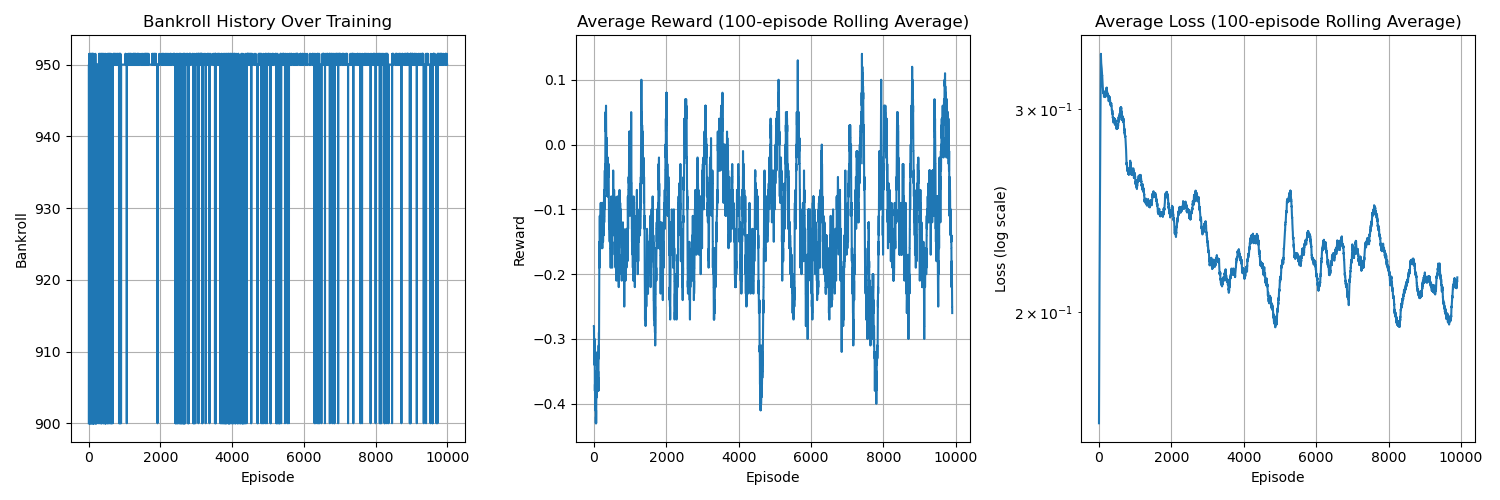 Bankroll History Over Training
950
940
930
920
910
900
Bankroll
0 2000 4000 6000 8000 10000
Episode
Average Reward (100-episode Rolling Average)
0.1
0.0
−0.1
−0.2
−0.3
−0.4
Reward
0 2000 4000 6000 8000 10000
Episode
Average Loss (100-episode Rolling Average)
3 × 10⁻¹
2 × 10⁻¹
Loss (log scale)
0 2000 4000 6000 8000 10000
Episode